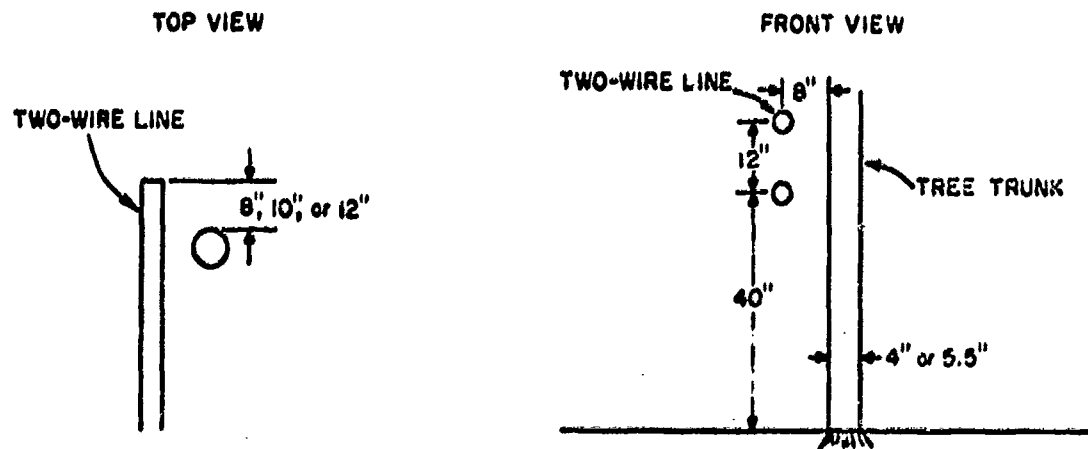 TOP VIEW
TWO-WIRE LINE
8", 10", or 12"
FRONT VIEW
TWO-WIRE LINE
8"
12"
TREE TRUNK
40"
4" or 5.5"